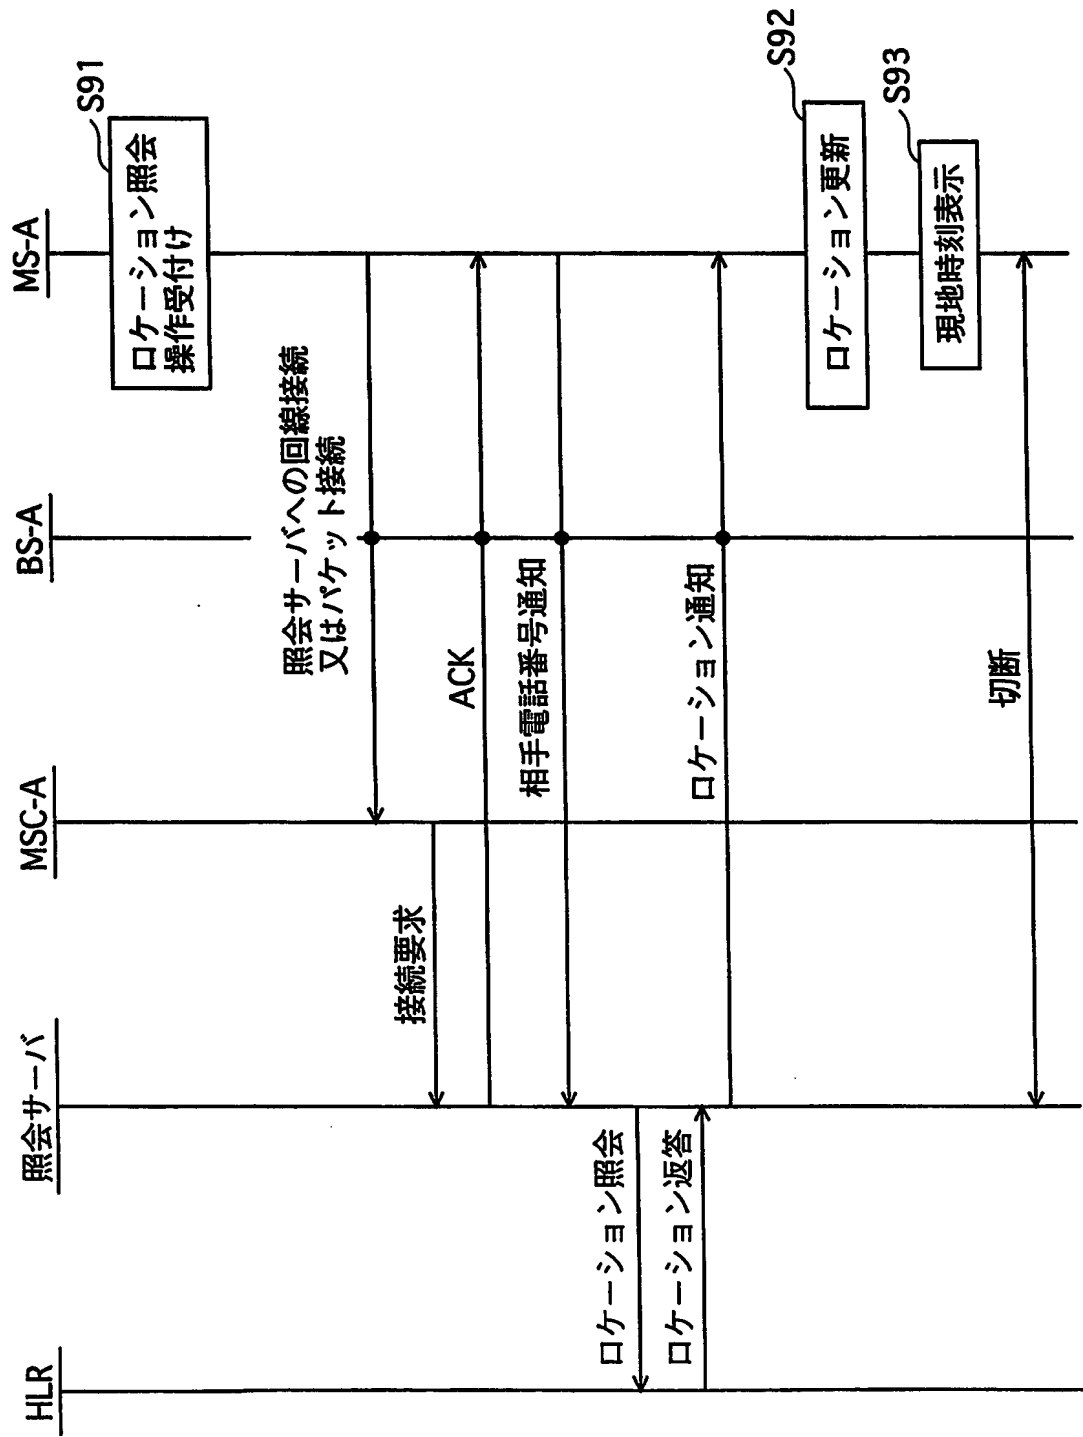 HLR
照会サーバ
MSC-A
BS-A
MS-A
S91
ロケーション照会
操作受付け
照会サーバへの回線接続
又はパケット接続
接続要求
ACK
相手電話番号通知
ロケーション照会
ロケーション返答
ロケーション通知
S92
ロケーション更新
S93
現地時刻表示
切断